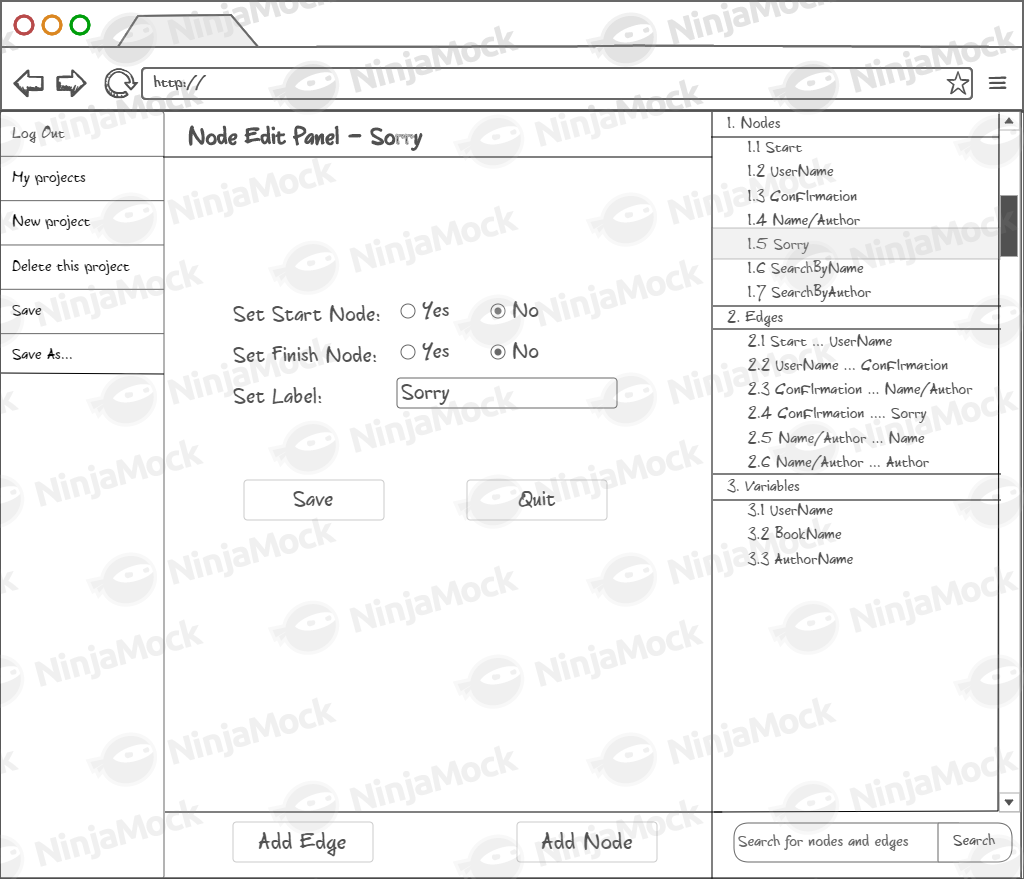 http://
Log Out
My projects
New project
Delete this project
Save
Save As...
Node Edit Panel - Sorry
Set Start Node: Yes No
Set Finish Node: Yes No
Set Label: Sorry
Save Quit
Add Edge Add Node
1. Nodes
1.1 Start
1.2 UserName
1.3 ConFIrmation
1.4 Name/Author
1.5 Sorry
1.6 SearchByName
1.7 SearchByAuthor
2. Edges
2.1 Start ... UserName
2.2 UserName ... ConFIrmation
2.3 ConFIrmation ... Name/Author
2.4 ConFIrmation .... Sorry
2.5 Name/Author ... Name
2.6 Name/Author ... Author
3. Variables
3.1 UserName
3.2 BookName
3.3 AuthorName
Search for nodes and edges Search
NinjaMock